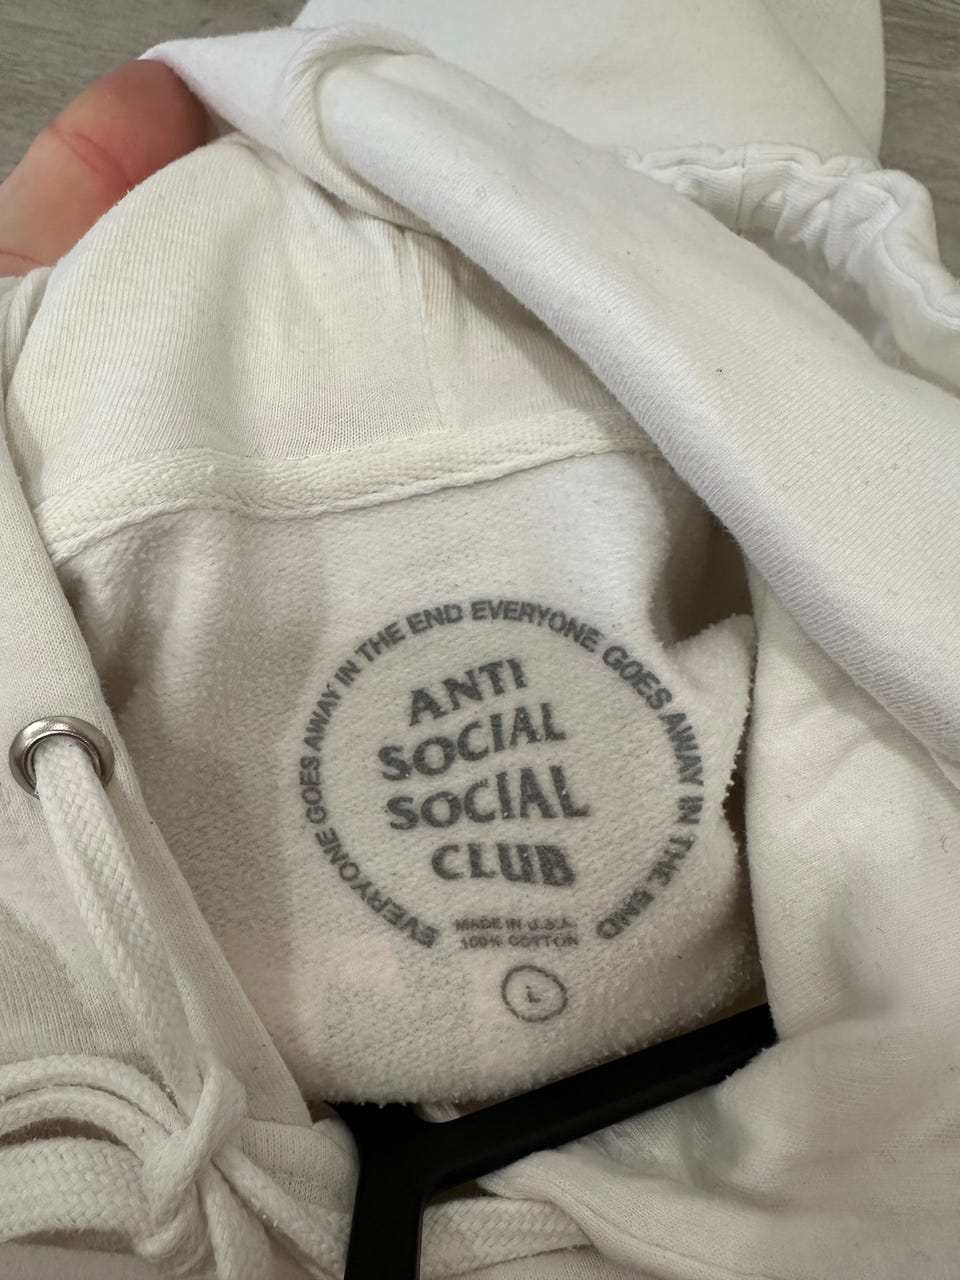 EVERYONE GOES AWAY IN THE END EVERYONE GOES AWAY IN THE END
ANTI
SOCIAL
SOCIAL
CLUB
MADE IN U.S.A.
100% COTTON
L